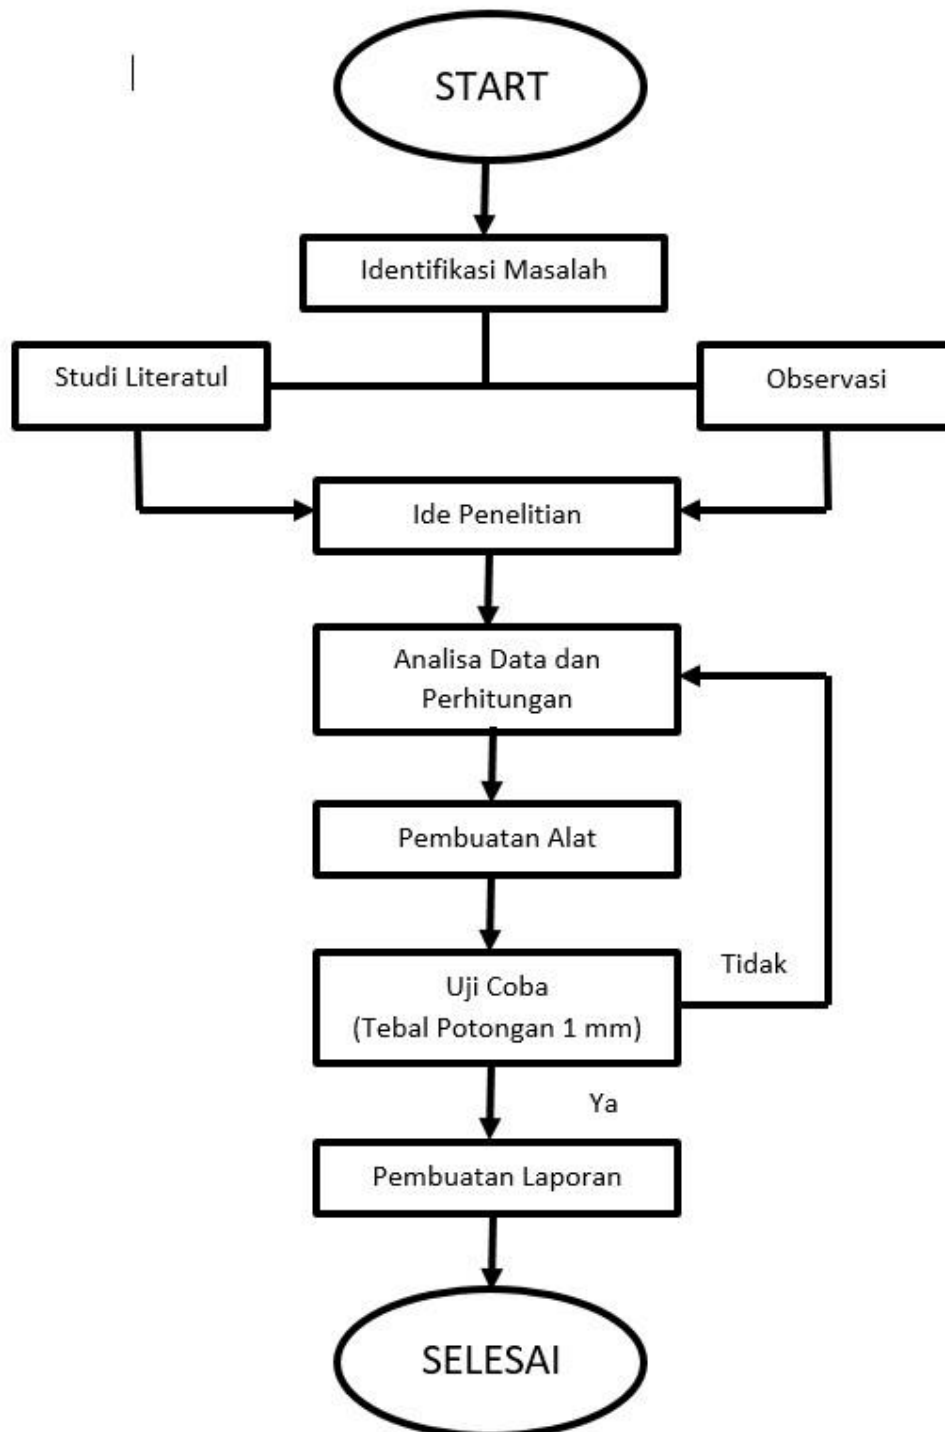 START
Identifikasi Masalah
Studi Literatul
Observasi
Ide Penelitian
Analisa Data dan
Perhitungan
Pembuatan Alat
Uji Coba
(Tebal Potongan 1 mm)
Tidak
Ya
Pembuatan Laporan
SELESAI